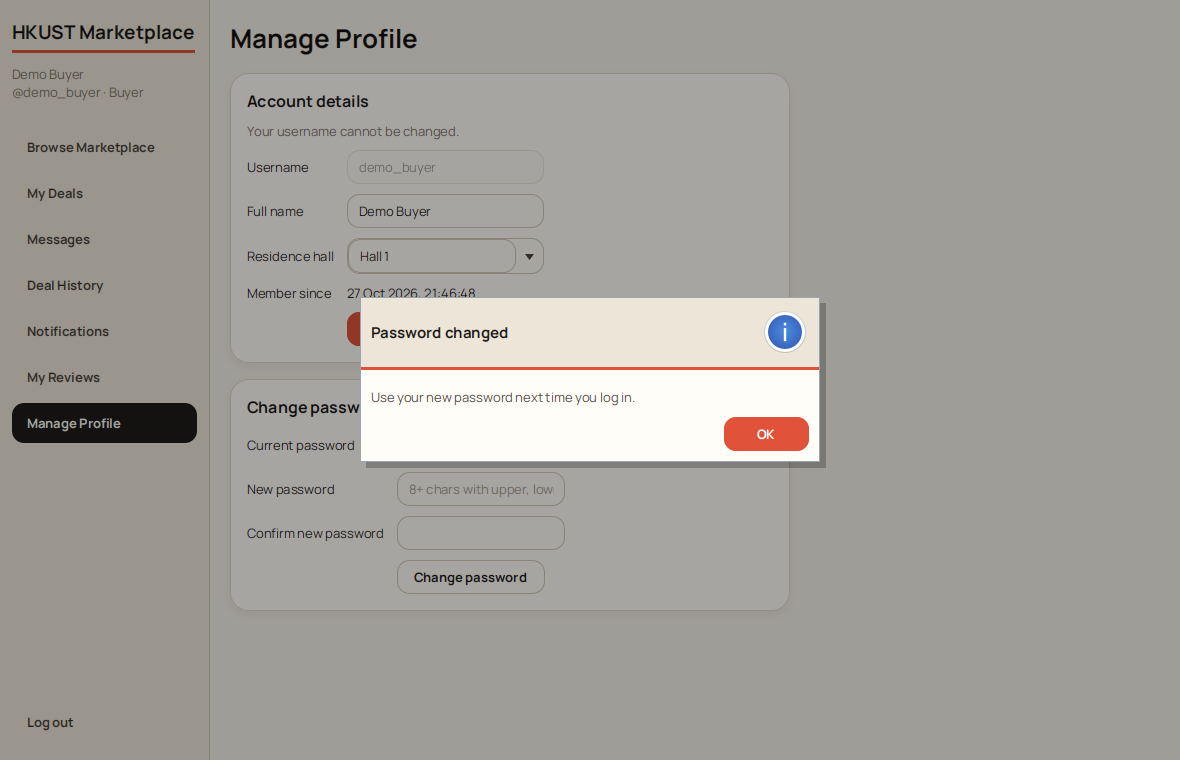 HKUST Marketplace
Demo Buyer
@demo_buyer · Buyer
Browse Marketplace
My Deals
Messages
Deal History
Notifications
My Reviews
Manage Profile
Log out
Manage Profile
Account details
Your username cannot be changed.
Username demo_buyer
Full name Demo Buyer
Residence hall Hall 1
Member since 27 Oct 2026, 21:46:48
Password changed
Use your new password next time you log in.
OK
Change passw
Current password
New password 8+ chars with upper, low
Confirm new password
Change password